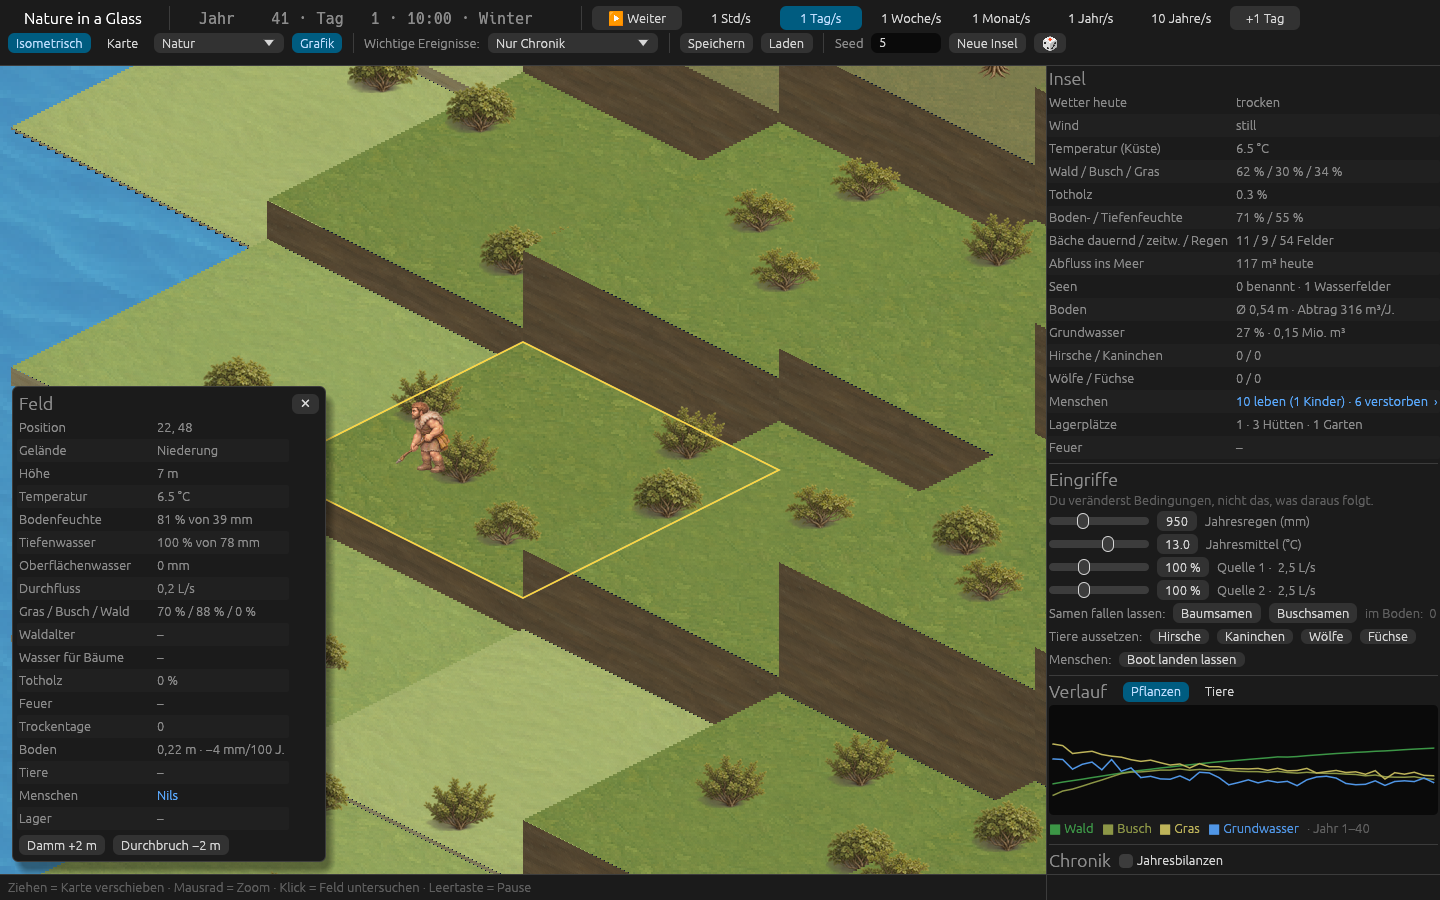 Nature in a Glass
Jahr 41 · Tag 1 · 10:00 · Winter
Weiter 1 Std/s 1 Tag/s 1 Woche/s 1 Monat/s 1 Jahr/s 10 Jahre/s +1 Tag
Isometrisch Karte Natur Grafik Wichtige Ereignisse: Nur Chronik Speichern Laden Seed 5 Neue Insel
Feld ×
Position 22, 48
Gelände Niederung
Höhe 7 m
Temperatur 6.5 °C
Bodenfeuchte 81 % von 39 mm
Tiefenwasser 100 % von 78 mm
Oberflächenwasser 0 mm
Durchfluss 0,2 L/s
Gras / Busch / Wald 70 % / 88 % / 0 %
Waldalter –
Wasser für Bäume –
Totholz 0 %
Feuer –
Trockentage 0
Boden 0,22 m · −4 mm/100 J.
Tiere –
Menschen Nils
Lager –
Damm +2 m Durchbruch −2 m
Insel
Wetter heute trocken
Wind still
Temperatur (Küste) 6.5 °C
Wald / Busch / Gras 62 % / 30 % / 34 %
Totholz 0.3 %
Boden- / Tiefenfeuchte 71 % / 55 %
Bäche dauernd / zeitw. / Regen 11 / 9 / 54 Felder
Abfluss ins Meer 117 m³ heute
Seen 0 benannt · 1 Wasserfelder
Boden Ø 0,54 m · Abtrag 316 m³/J.
Grundwasser 27 % · 0,15 Mio. m³
Hirsche / Kaninchen 0 / 0
Wölfe / Füchse 0 / 0
Menschen 10 leben (1 Kinder) · 6 verstorben ›
Lagerplätze 1 · 3 Hütten · 1 Garten
Feuer –
Eingriffe
Du veränderst Bedingungen, nicht das, was daraus folgt.
950 Jahresregen (mm)
13.0 Jahresmittel (°C)
100 % Quelle 1 · 2,5 L/s
100 % Quelle 2 · 2,5 L/s
Samen fallen lassen: Baumsamen Buschsamen im Boden: 0
Tiere aussetzen: Hirsche Kaninchen Wölfe Füchse
Menschen: Boot landen lassen
Verlauf Pflanzen Tiere
Wald Busch Gras Grundwasser · Jahr 1–40
Chronik Jahresbilanzen
Ziehen = Karte verschieben · Mausrad = Zoom · Klick = Feld untersuchen · Leertaste = Pause